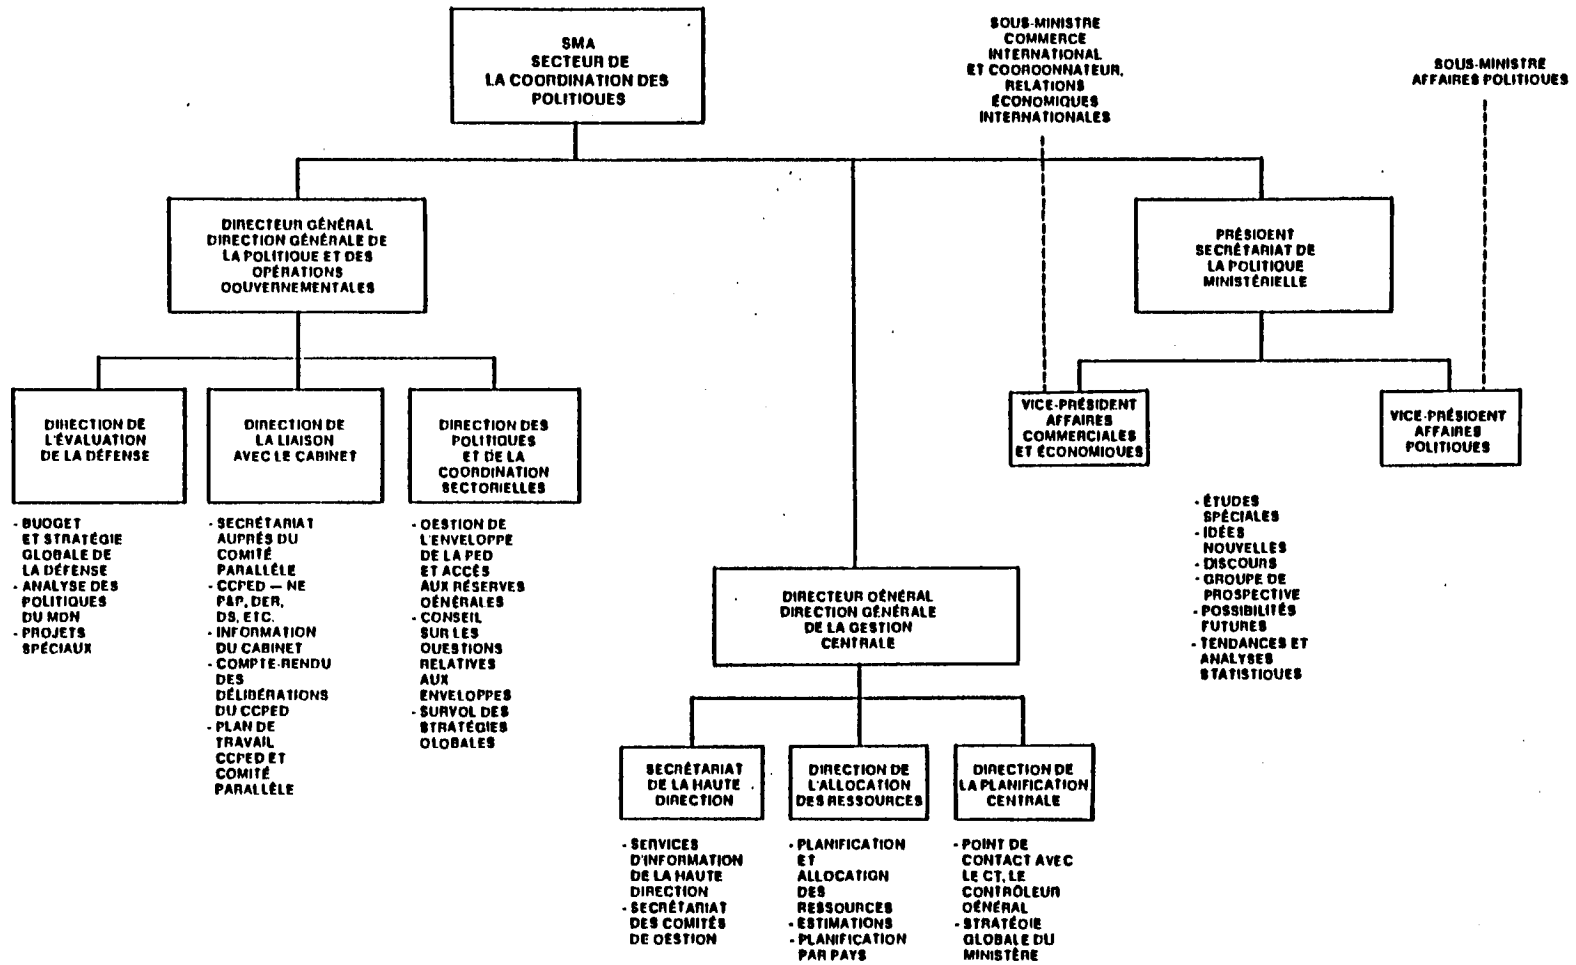 SMA
SECTEUR DE
LA COORDINATION DES
POLITIQUES
SOUS-MINISTRE
COMMERCE
INTERNATIONAL
ET COORDONNATEUR,
RELATIONS
ÉCONOMIQUES
INTERNATIONALES
SOUS-MINISTRE
AFFAIRES POLITIQUES
DIRECTEUR GÉNÉRAL
DIRECTION GÉNÉRALE DE
LA POLITIQUE ET DES
OPÉRATIONS
GOUVERNEMENTALES
PRÉSIDENT
SECRÉTARIAT DE
LA POLITIQUE
MINISTÉRIELLE
DIRECTION DE
L'ÉVALUATION
DE LA DÉFENSE
DIRECTION DE
LA LIAISON
AVEC LE CABINET
DIRECTION DES
POLITIQUES
ET DE LA
COORDINATION
SECTORIELLES
VICE-PRÉSIDENT
AFFAIRES
COMMERCIALES
ET ÉCONOMIQUES
VICE-PRÉSIDENT
AFFAIRES
POLITIQUES
- BUDGET
ET STRATÉGIE
GLOBALE DE
LA DÉFENSE
- ANALYSE DES
POLITIQUES
DU MDN
- PROJETS
SPÉCIAUX
- SECRÉTARIAT
AUPRÉS DU
COMITÉ
PARALLÈLE
- CCPED — NE
P&P, DER,
DS, ETC.
- INFORMATION
DU CABINET
- COMPTE-RENDU
DES
DÉLIBÉRATIONS
DU CCPED
- PLAN DE
TRAVAIL
CCPED ET
COMITÉ
PARALLÈLE
- GESTION DE
L'ENVELOPPE
DE LA PED
ET ACCÈS
AUX RÉSERVES
GÉNÉRALES
- CONSEIL
SUR LES
QUESTIONS
RELATIVES
AUX
ENVELOPPES
- SURVOL DES
STRATÉGIES
GLOBALES
- ÉTUDES
SPÉCIALES
- IDÉES
NOUVELLES
- DISCOURS
- GROUPE DE
PROSPECTIVE
- POSSIBILITÉS
FUTURES
- TENDANCES ET
ANALYSES
STATISTIQUES
DIRECTEUR GÉNÉRAL
DIRECTION GÉNÉRALE
DE LA GESTION
CENTRALE
SECRÉTARIAT
DE LA HAUTE
DIRECTION
DIRECTION DE
L'ALLOCATION
DES RESSOURCES
DIRECTION DE
LA PLANIFICATION
CENTRALE
- SERVICES
D'INFORMATION
DE LA HAUTE
DIRECTION
- SECRÉTARIAT
DES COMITÉS
DE GESTION
- PLANIFICATION
ET
ALLOCATION
DES
RESSOURCES
- ESTIMATIONS
- PLANIFICATION
PAR PAYS
- POINT DE
CONTACT AVEC
LE CT, LE
CONTRÔLEUR
GÉNÉRAL
- STRATÉGIE
GLOBALE DU
MINISTÈRE